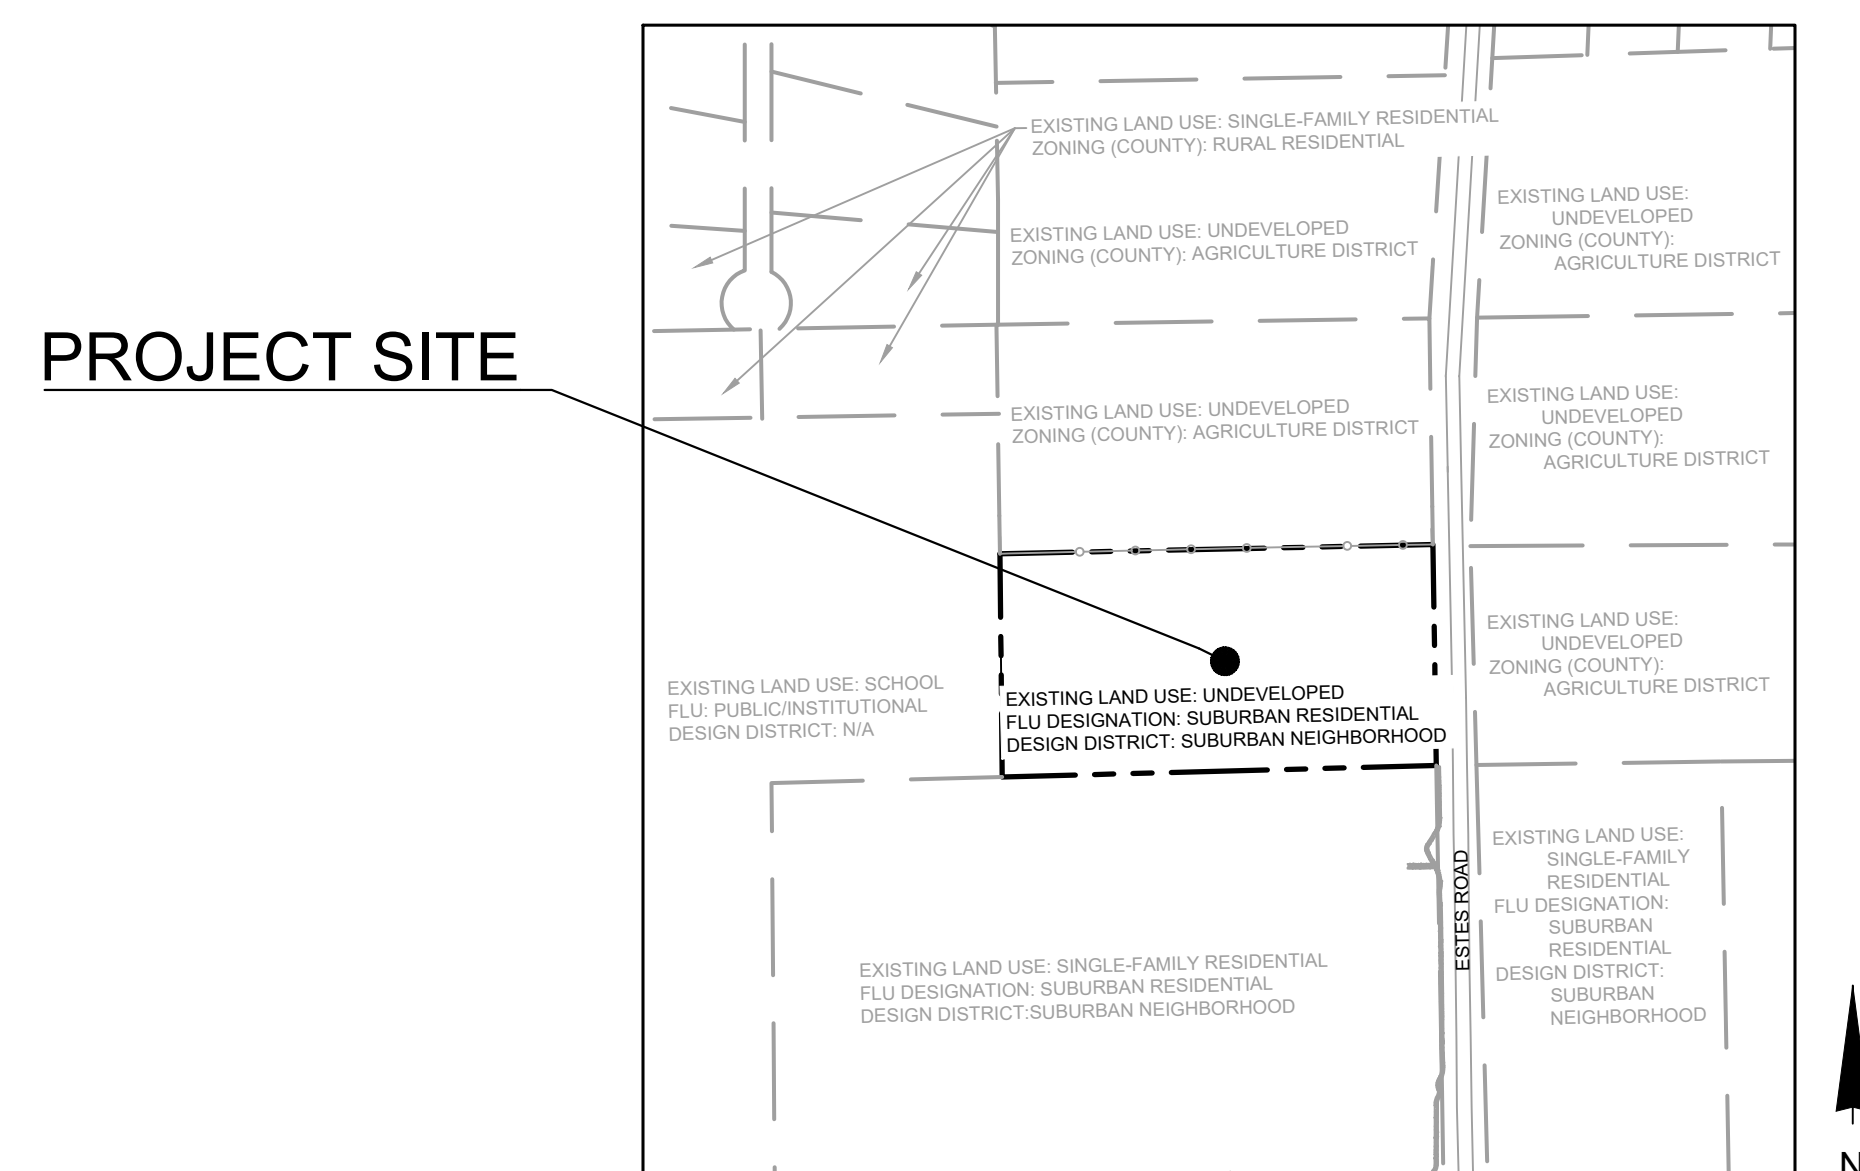 EXISTING LAND USE: SINGLE-FAMILY RESIDENTIAL
ZONING (COUNTY): RURAL RESIDENTIAL
EXISTING LAND USE:
UNDEVELOPED
ZONING (COUNTY):
AGRICULTURE DISTRICT
EXISTING LAND USE: UNDEVELOPED
ZONING (COUNTY): AGRICULTURE DISTRICT
PROJECT SITE
EXISTING LAND USE: UNDEVELOPED
ZONING (COUNTY): AGRICULTURE DISTRICT
EXISTING LAND USE:
UNDEVELOPED
ZONING (COUNTY):
AGRICULTURE DISTRICT
EXISTING LAND USE:
UNDEVELOPED
ZONING (COUNTY):
AGRICULTURE DISTRICT
EXISTING LAND USE: SCHOOL
FLU: PUBLIC/INSTITUTIONAL
DESIGN DISTRICT: N/A
EXISTING LAND USE: UNDEVELOPED
FLU DESIGNATION: SUBURBAN RESIDENTIAL
DESIGN DISTRICT: SUBURBAN NEIGHBORHOOD
EXISTING LAND USE:
SINGLE-FAMILY
RESIDENTIAL
FLU DESIGNATION:
SUBURBAN
RESIDENTIAL
DESIGN DISTRICT:
SUBURBAN
NEIGHBORHOOD
ESTES ROAD
EXISTING LAND USE: SINGLE-FAMILY RESIDENTIAL
FLU DESIGNATION: SUBURBAN RESIDENTIAL
DESIGN DISTRICT:SUBURBAN NEIGHBORHOOD
N